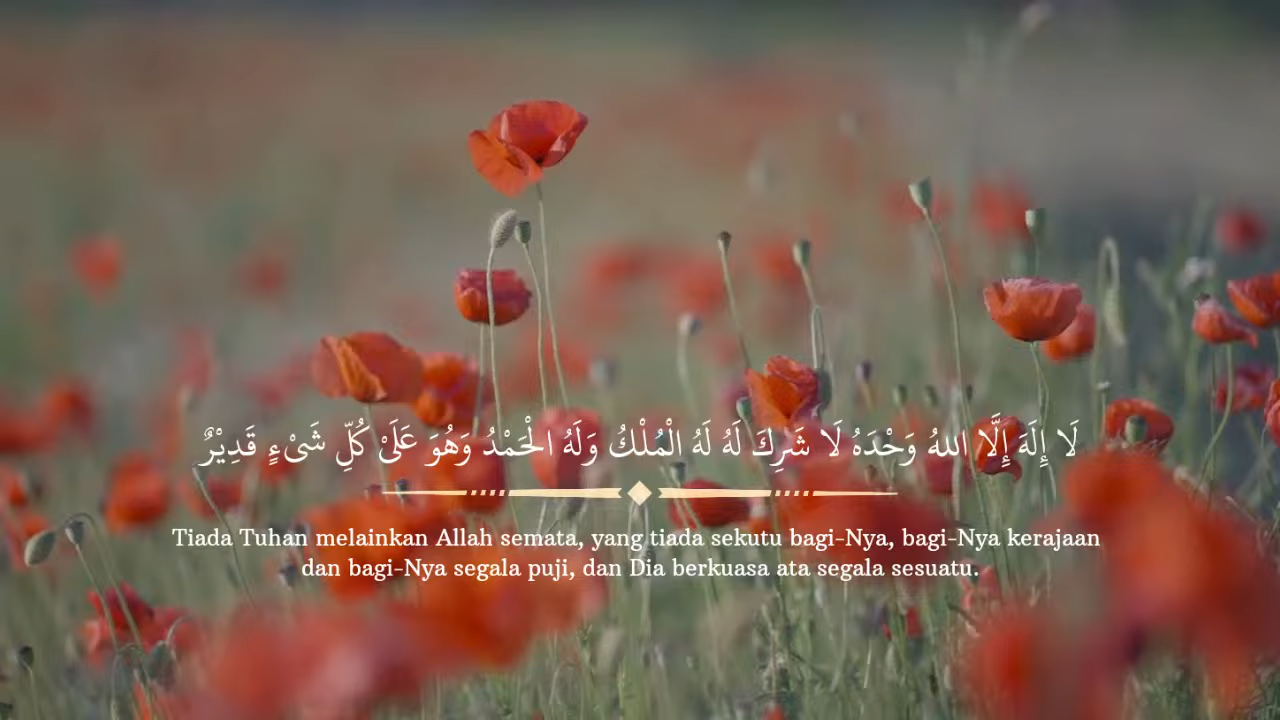 لَا إِلَهَ إِلَّا اللهُ وَحْدَهُ لَا شَرِكَ لَهُ لَهُ الْمُلْكُ وَلَهُ الْحَمْدُ وَهُوَ عَلَىْ كُلِّ شَىْءٍ قَدِيْرٌ
Tiada Tuhan melainkan Allah semata, yang tiada sekutu bagi-Nya, bagi-Nya kerajaan
dan bagi-Nya segala puji, dan Dia berkuasa ata segala sesuatu.